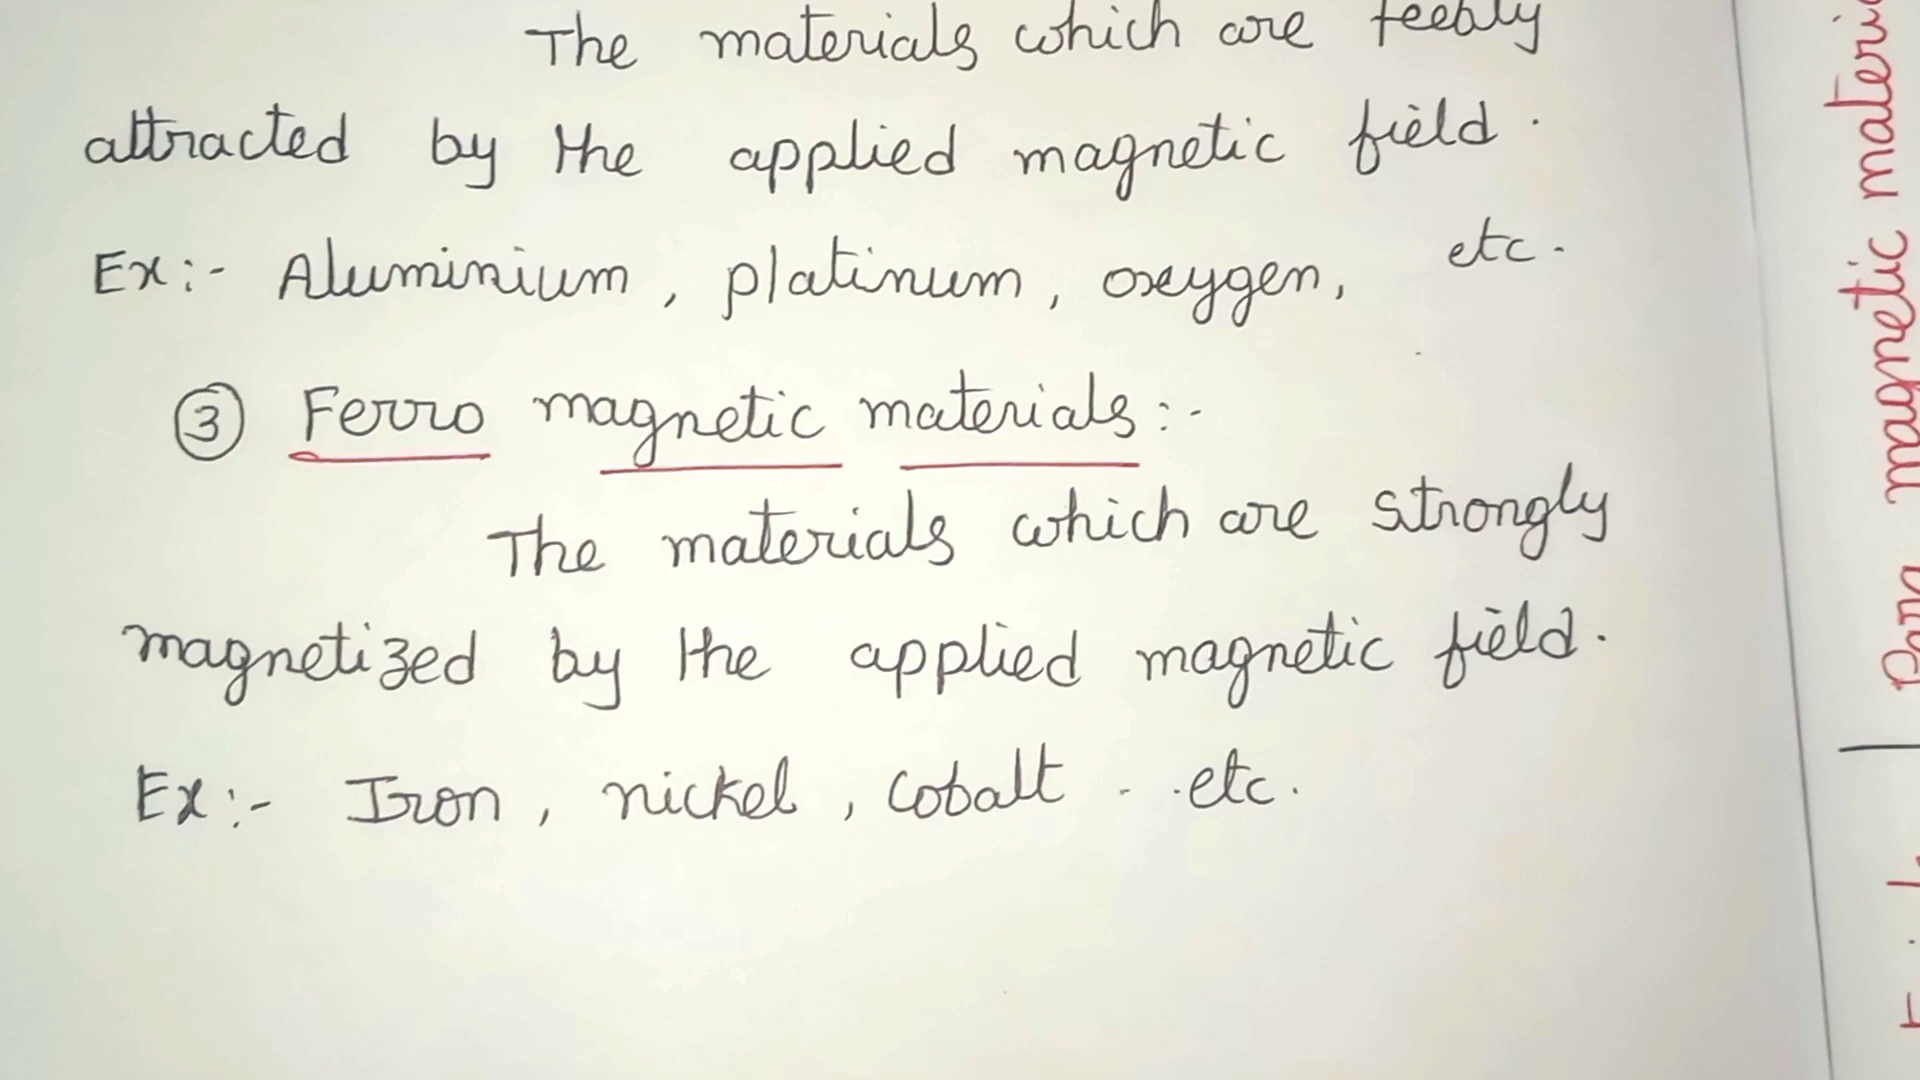 The materials which are feebly
attracted by the applied magnetic field.
Ex:- Aluminium, platinum, oxygen, etc.
③ Ferro magnetic materials:-
The materials which are strongly
magnetized by the applied magnetic field.
Ex:- Iron, nickel, cobalt . . etc.
magnetic